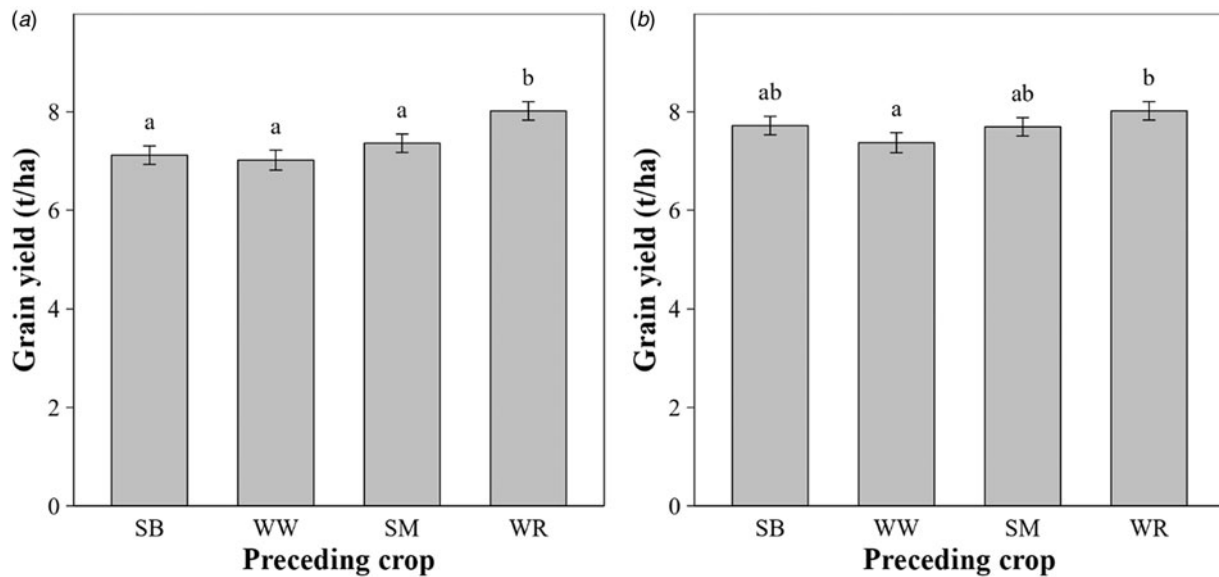 (a)
Grain yield (t/ha)
8
6
4
2
0
a
a
a
b
SB WW SM WR
Preceding crop
(b)
Grain yield (t/ha)
8
6
4
2
0
ab
a
ab
b
SB WW SM WR
Preceding crop